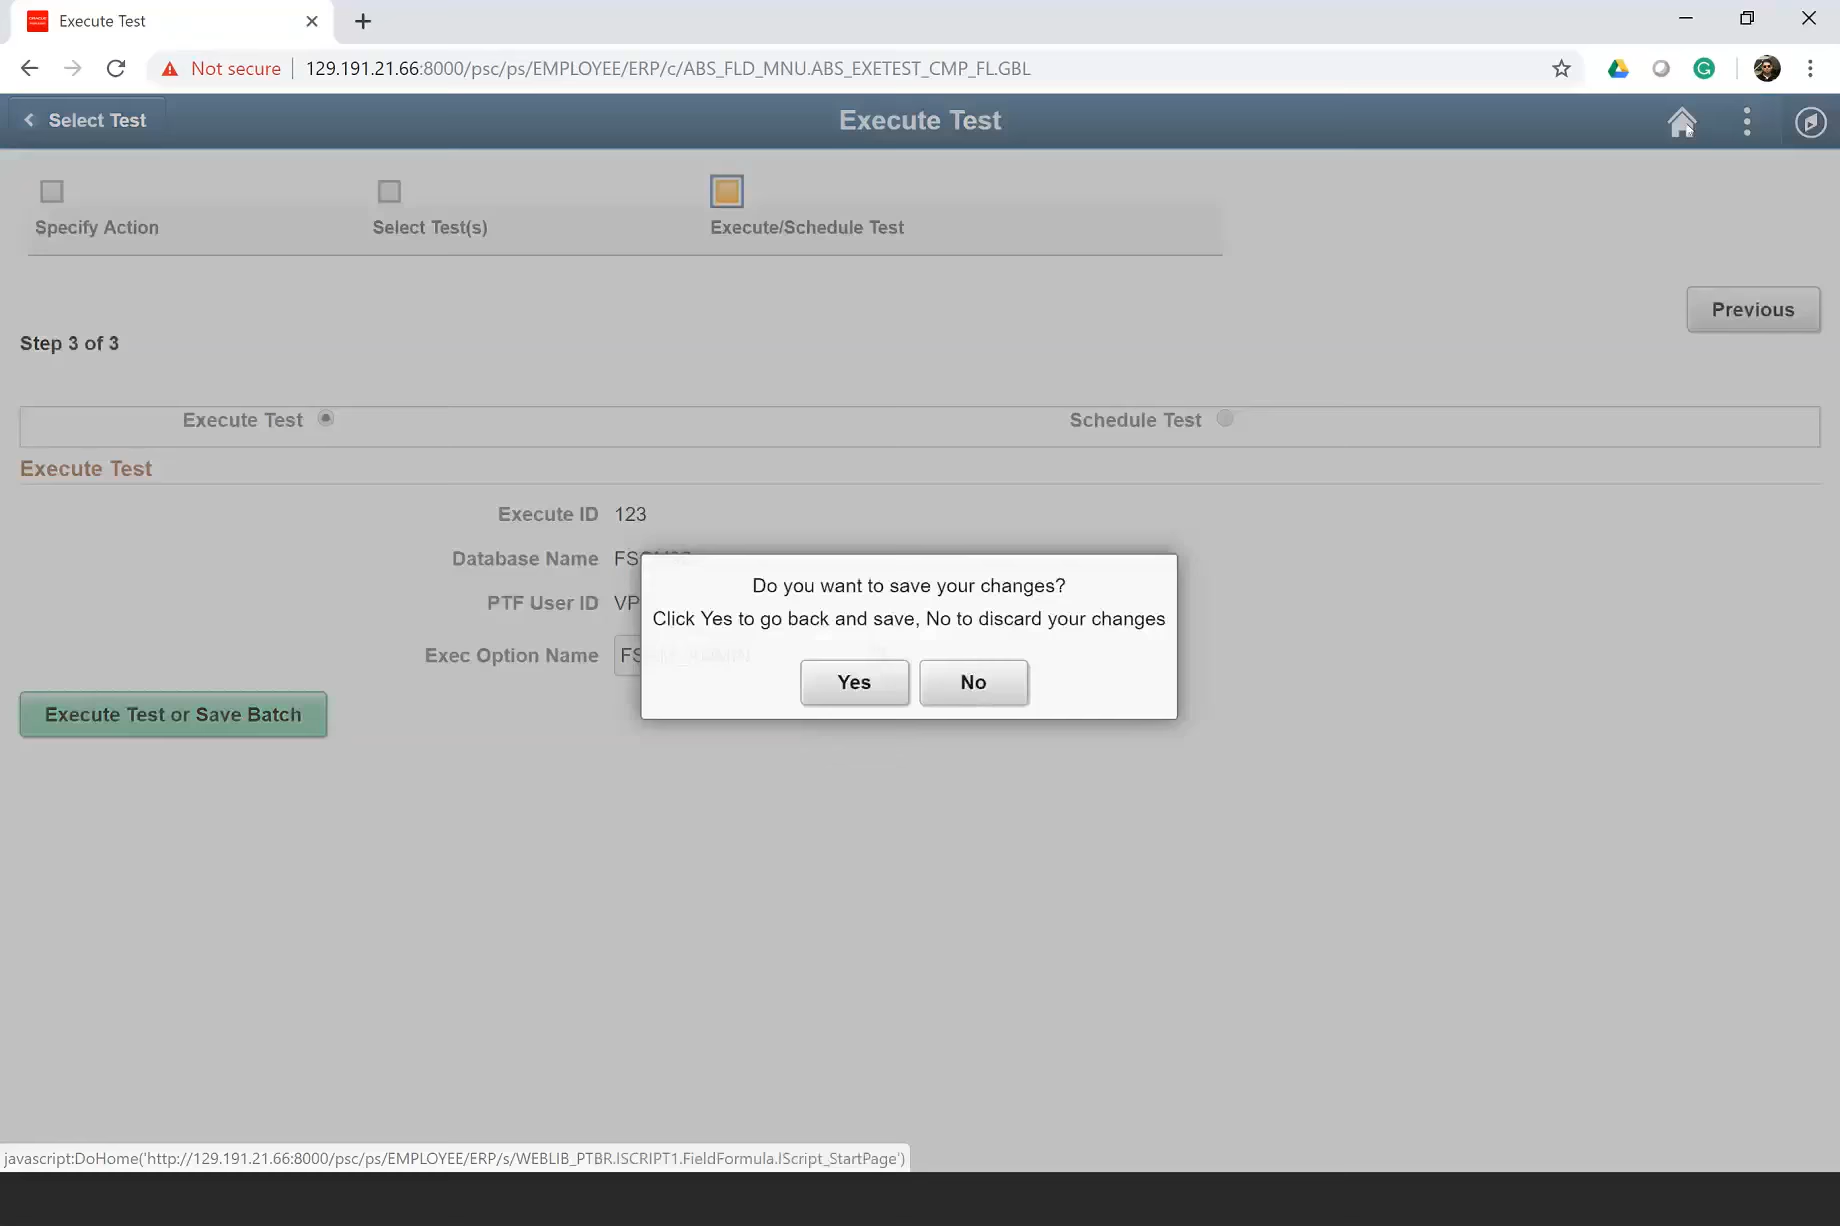 Execute Test
Not secure
129.191.21.66:8000/psc/ps/EMPLOYEE/ERP/c/ABS_FLD_MNU.ABS_EXETEST_CMP_FL.GBL
Select Test
Execute Test
Specify Action
Select Test(s)
Execute/Schedule Test
Previous
Step 3 of 3
Execute Test
Schedule Test
Execute Test
Execute ID 123
Database Name
PTF User ID VP
Exec Option Name
Do you want to save your changes?
Click Yes to go back and save, No to discard your changes
Yes
No
Execute Test or Save Batch
javascript:DoHome('http://129.191.21.66:8000/psc/ps/EMPLOYEE/ERP/s/WEBLIB_PTBR.ISCRIPT1.FieldFormula.IScript_StartPage')